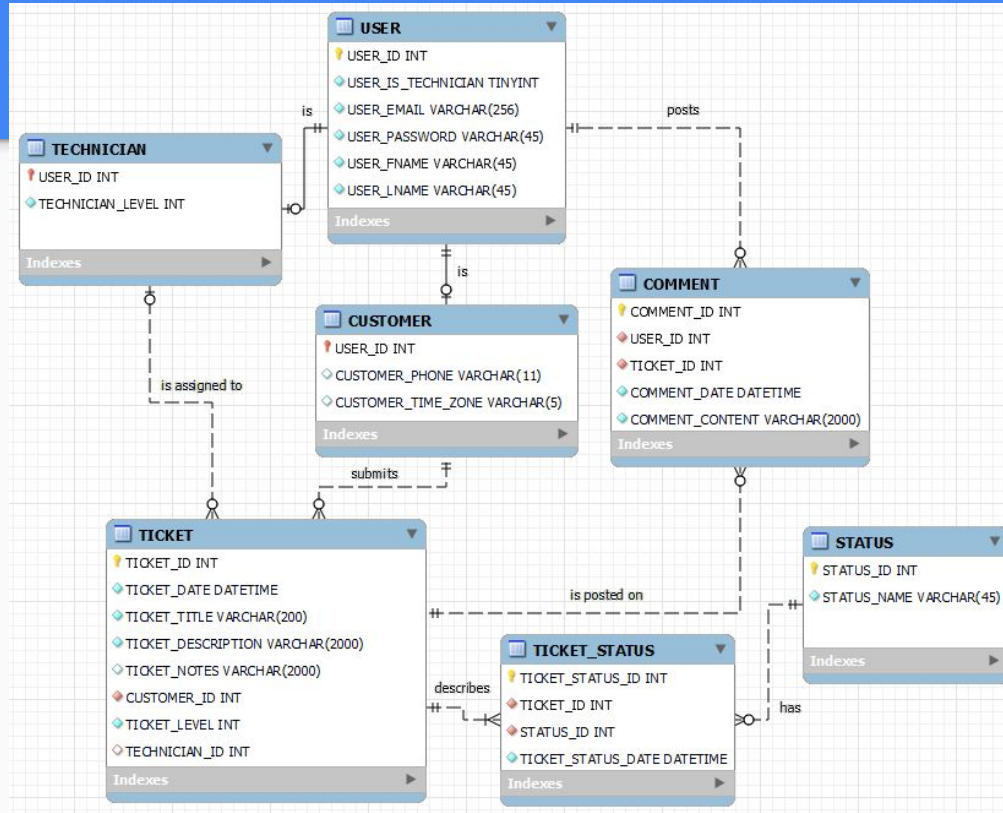 USER
USER_ID INT
USER_IS_TECHNICIAN TINYINT
USER_EMAIL VARCHAR(256)
USER_PASSWORD VARCHAR(45)
USER_FNAME VARCHAR(45)
USER_LNAME VARCHAR(45)
Indexes
is
posts
TECHNICIAN
USER_ID INT
TECHNICIAN_LEVEL INT
Indexes
is
CUSTOMER
USER_ID INT
CUSTOMER_PHONE VARCHAR(11)
CUSTOMER_TIME_ZONE VARCHAR(5)
Indexes
COMMENT
COMMENT_ID INT
USER_ID INT
TICKET_ID INT
COMMENT_DATE DATETIME
COMMENT_CONTENT VARCHAR(2000)
Indexes
is assigned to
submits
TICKET
TICKET_ID INT
TICKET_DATE DATETIME
TICKET_TITLE VARCHAR(200)
TICKET_DESCRIPTION VARCHAR(2000)
TICKET_NOTES VARCHAR(2000)
CUSTOMER_ID INT
TICKET_LEVEL INT
TECHNICIAN_ID INT
Indexes
is posted on
describes
TICKET_STATUS
TICKET_STATUS_ID INT
TICKET_ID INT
STATUS_ID INT
TICKET_STATUS_DATE DATETIME
Indexes
has
STATUS
STATUS_ID INT
STATUS_NAME VARCHAR(45)
Indexes